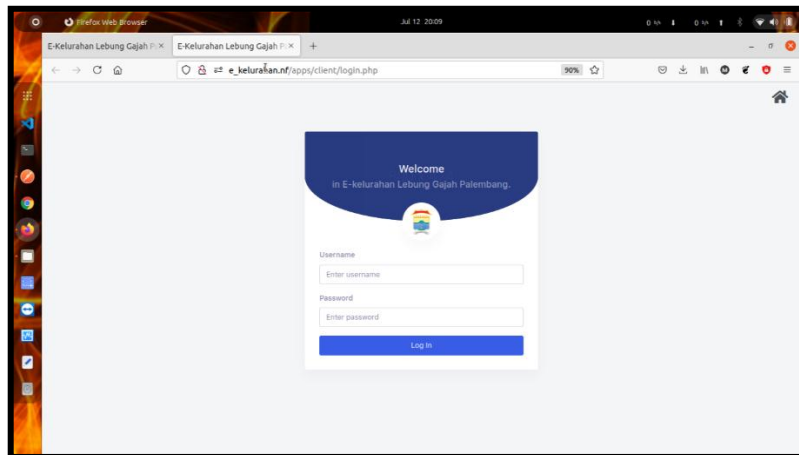 Firefox Web Browser
Jul 12 20:09
E-Kelurahan Lebung Gajah P
E-Kelurahan Lebung Gajah P
e_kelurahan.nf/apps/client/login.php
90%
Welcome
in E-kelurahan Lebung Gajah Palembang.
Username
Enter username
Password
Enter password
Log In